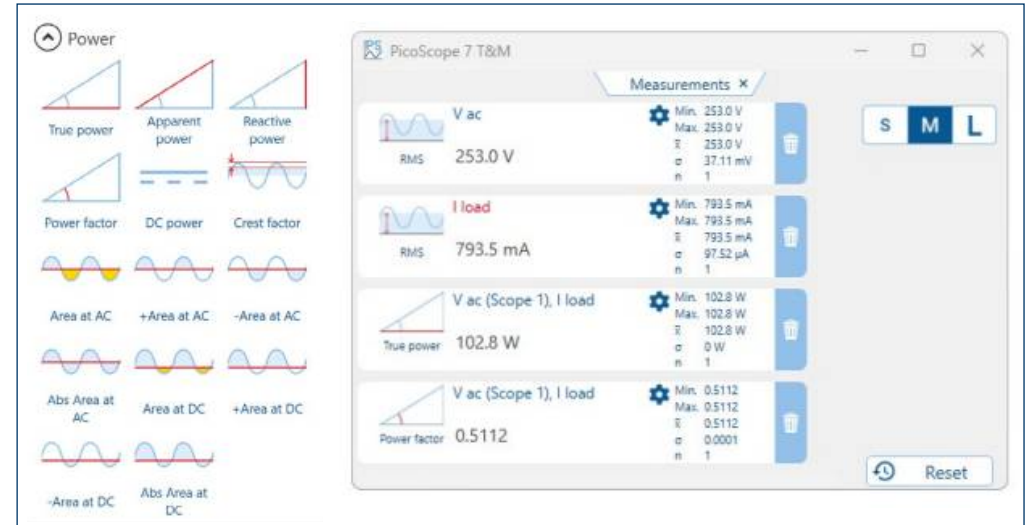 Power
True power
Apparent
power
Reactive
power
Power factor
DC power
Crest factor
Area at AC
+Area at AC
-Area at AC
Abs Area at
AC
Area at DC
+Area at DC
-Area at DC
Abs Area at
DC
PicoScope 7 T&M
Measurements ×
V ac
RMS
253.0 V
Min. 253.0 V
Max. 253.0 V
x̄ 253.0 V
σ 37.11 mV
n 1
I load
RMS
793.5 mA
Min. 793.5 mA
Max. 793.5 mA
x̄ 793.5 mA
σ 97.52 µA
n 1
V ac (Scope 1), I load
True power
102.8 W
Min. 102.8 W
Max. 102.8 W
x̄ 102.8 W
σ 0 W
n 1
V ac (Scope 1), I load
Power factor
0.5112
Min. 0.5112
Max. 0.5112
x̄ 0.5112
σ 0.0001
n 1
S M L
Reset